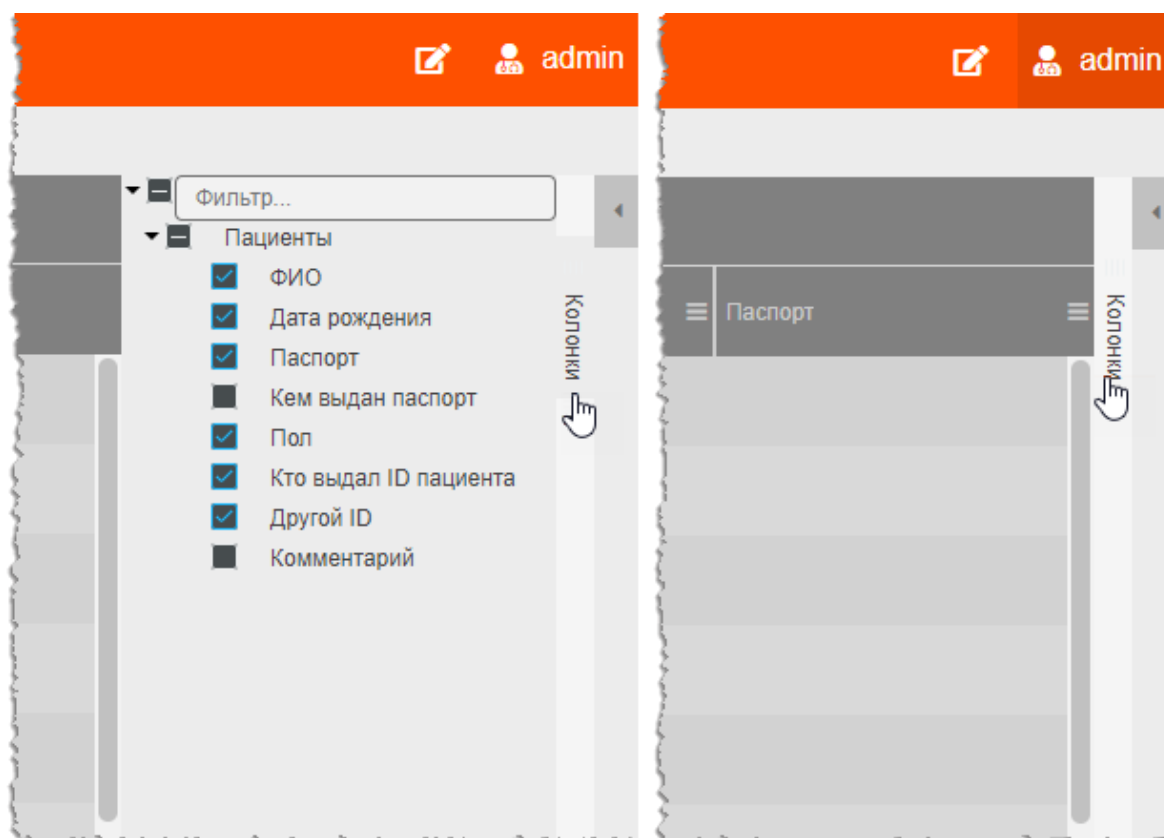 admin
Фильтр...
Пациенты
ФИО
Дата рождения
Паспорт
Кем выдан паспорт
Пол
Кто выдал ID пациента
Другой ID
Комментарий
Колонки
admin
Паспорт
Колонки